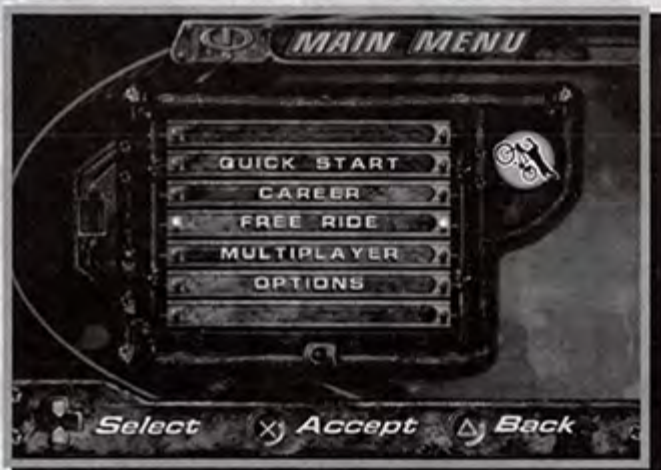 MAIN MENU
QUICK START
CAREER
FREE RIDE
MULTIPLAYER
OPTIONS
Select Accept Back